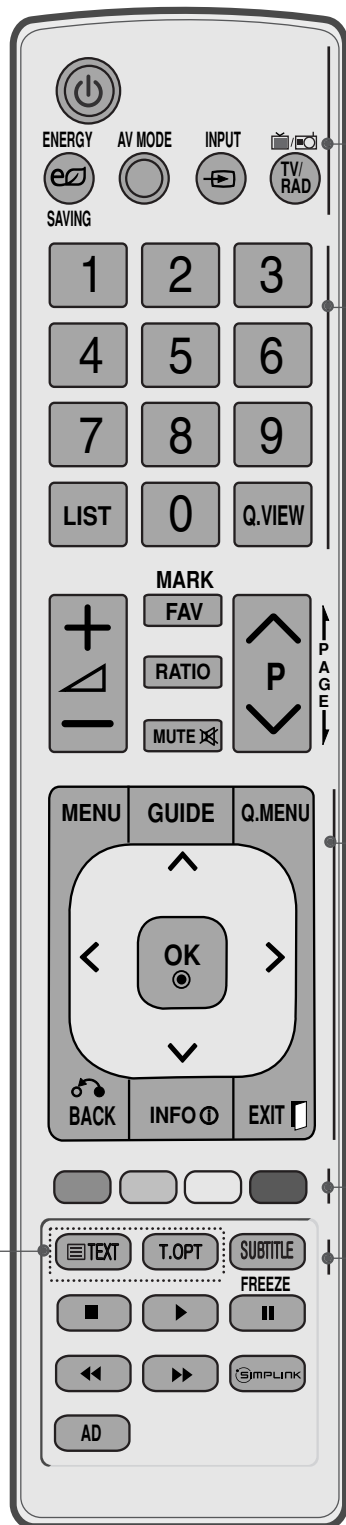 ENERGY AV MODE INPUT
TV/
RAD
SAVING
1 2 3
4 5 6
7 8 9
LIST 0 Q.VIEW
MARK
FAV
RATIO
P
PAGE
MUTE
MENU GUIDE Q.MENU
OK
BACK INFO EXIT
TEXT T.OPT SUBTITLE
FREEZE
SIMPLINK
AD